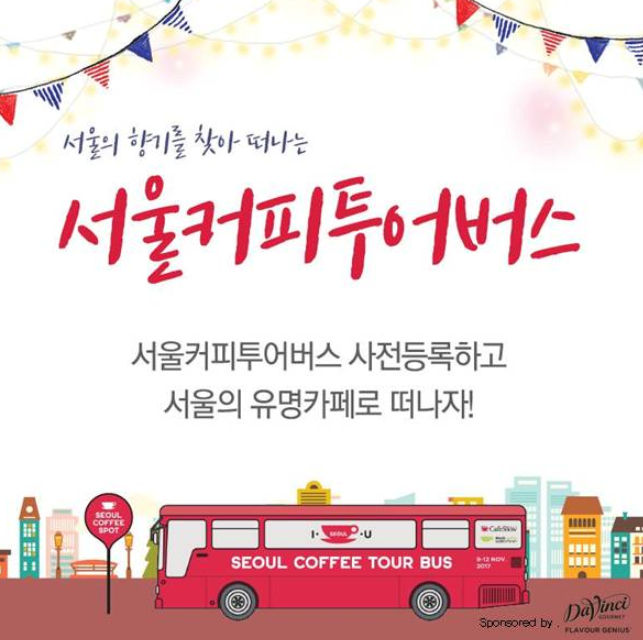 서울의 향기를 찾아 떠나는
서울커피투어버스
서울커피투어버스 사전등록하고
서울의 유명카페로 떠나자!
SEOUL
COFFEE
SPOT
I · SEOUL · U
CaféShow
SEOUL COFFEE TOUR BUS
9-12 NOV.
2017
Sponsored by .
DaVinci
GOURMET
FLAVOUR GENIUS